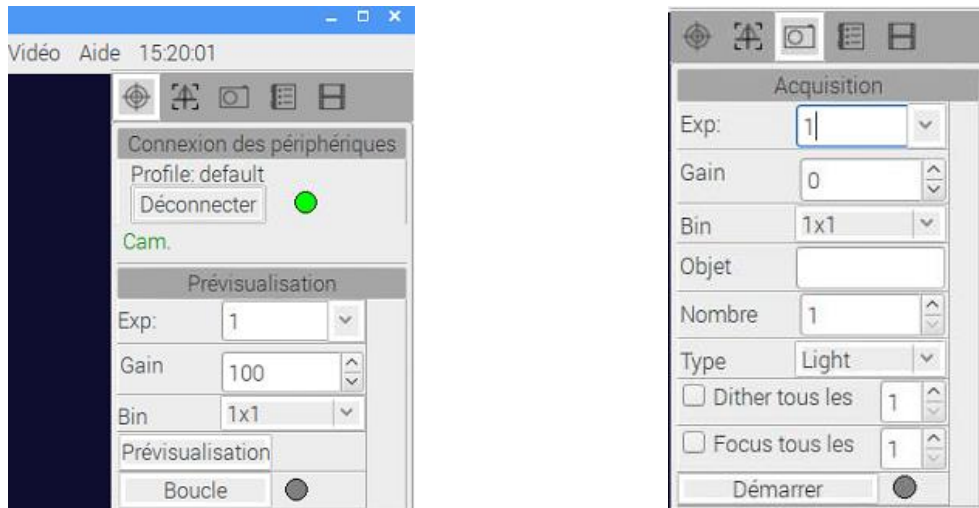 Vidéo Aide 15:20:01
Connexion des périphériques
Profile: default
Déconnecter
Cam.
Prévisualisation
Exp: 1
Gain 100
Bin 1x1
Prévisualisation
Boucle
Acquisition
Exp: 1
Gain 0
Bin 1x1
Objet
Nombre 1
Type Light
Dither tous les 1
Focus tous les 1
Démarrer